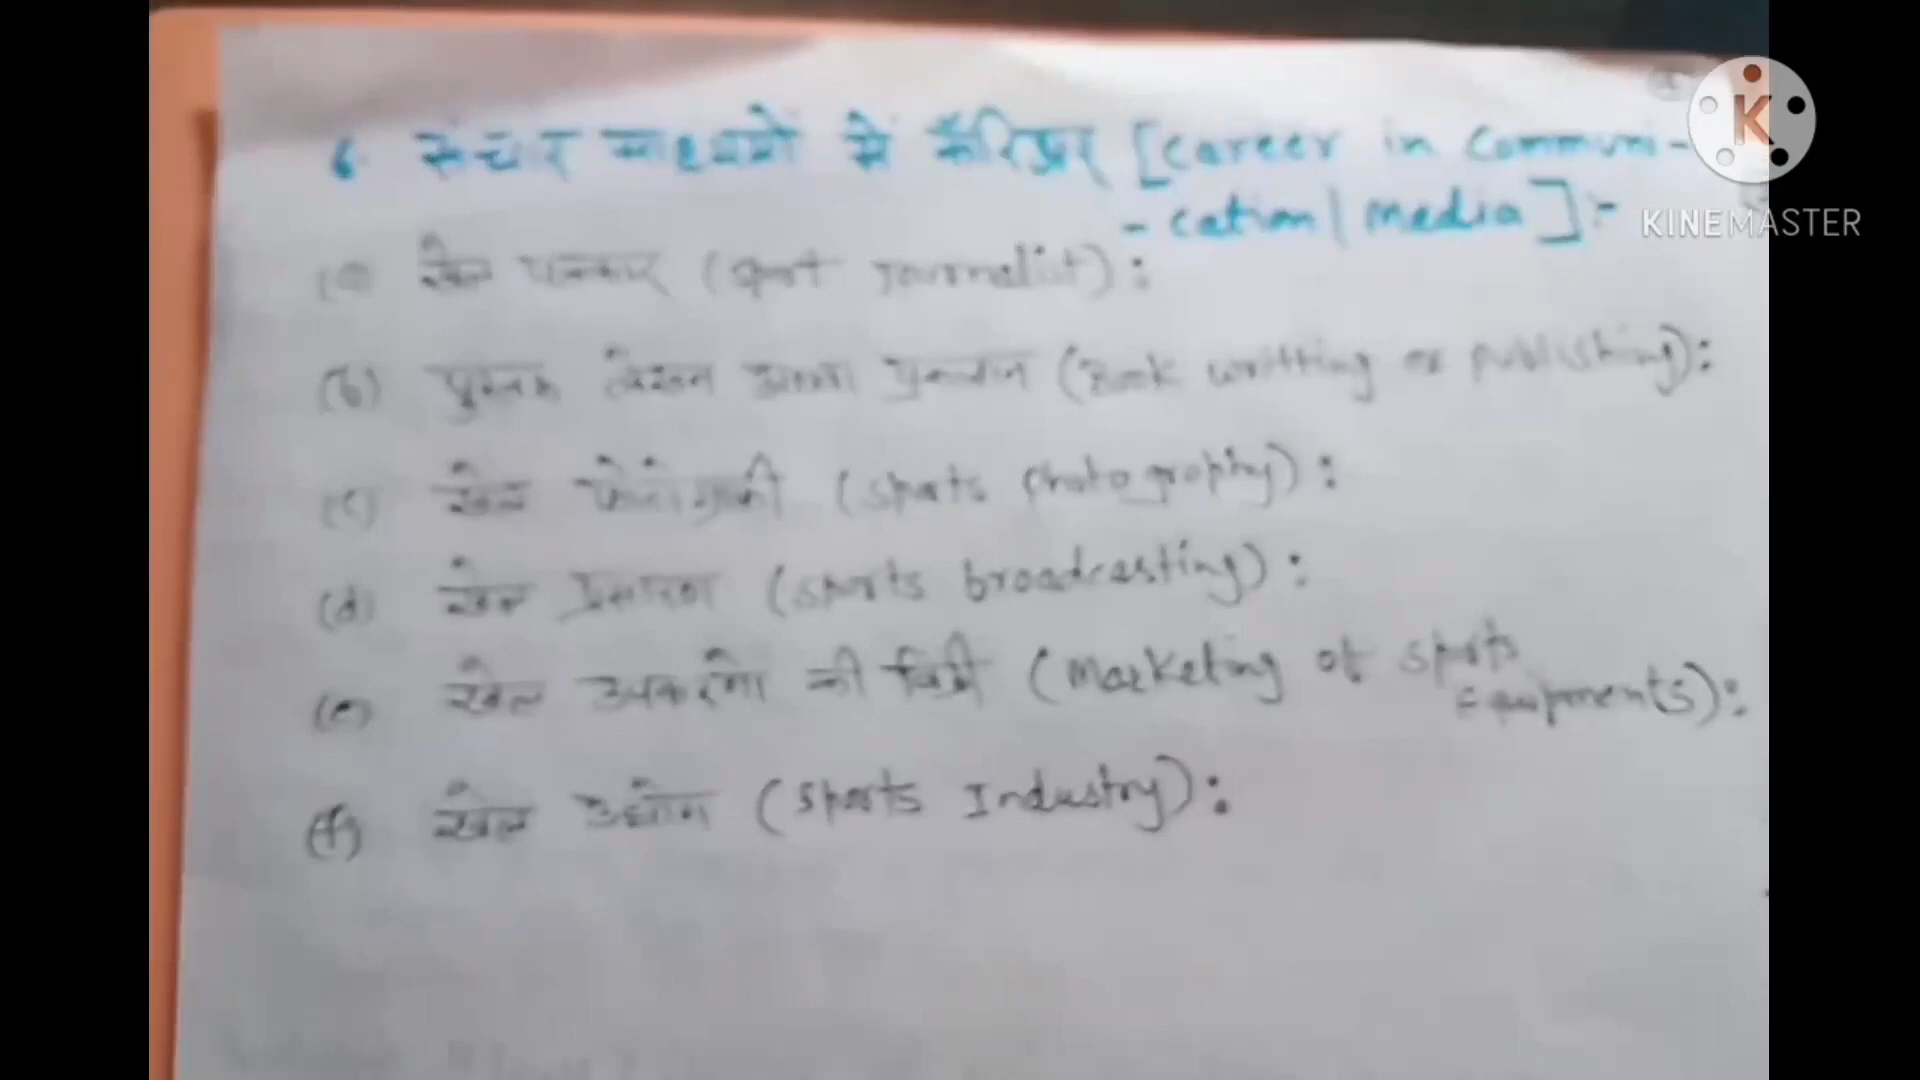 6. संचार माध्यमों में कैरिअर [Career in Communi-
- cation | Media ] :-
(a) खेल पत्रकार (Sport Journalist) :
(b) पुस्तक लेखन अथवा प्रकाशन (Book writting or publishing) :
(c) खेल फोटोग्राफी (Sports photography) :
(d) खेल प्रसारण (Sports broadcasting) :
(e) खेल उपकरणों की बिक्री (Marketing of Sports
Equipments) :
(f) खेल उद्योग (Sports Industry) :
K
KINEMASTER